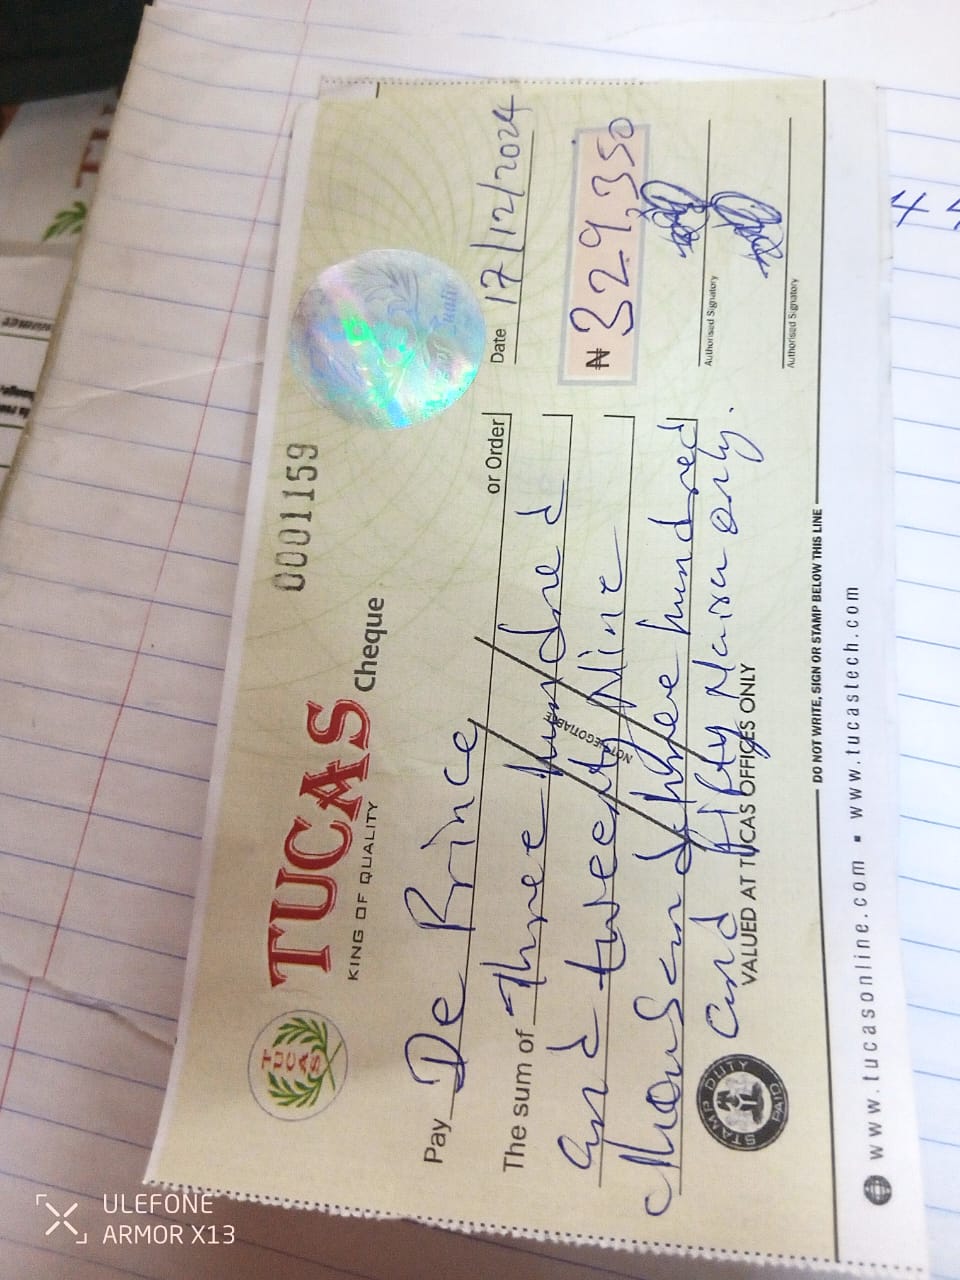 0001159
TUCAS
KING OF QUALITY
Cheque
TUCAS
Date 17/12/2024
Pay De Prince or Order
The sum of Three hundred
and twenty Nine
thousand three hundred
and fifty Naira only.
₦ 329,350
NOT NEGOTIABLE
Authorised Signatory
Authorised Signatory
STAMP DUTY PAID
VALUED AT TUCAS OFFICES ONLY
DO NOT WRITE, SIGN OR STAMP BELOW THIS LINE
www.tucasonline.com ▪ www.tucastech.com
ULEFONE
ARMOR X13